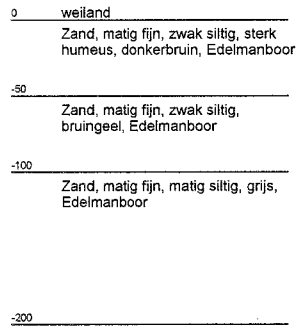 0 weiland
Zand, matig fijn, zwak siltig, sterk
humeus, donkerbruin, Edelmanboor
-50
Zand, matig fijn, zwak siltig,
bruingeel, Edelmanboor
-100
Zand, matig fijn, matig siltig, grijs,
Edelmanboor
-200